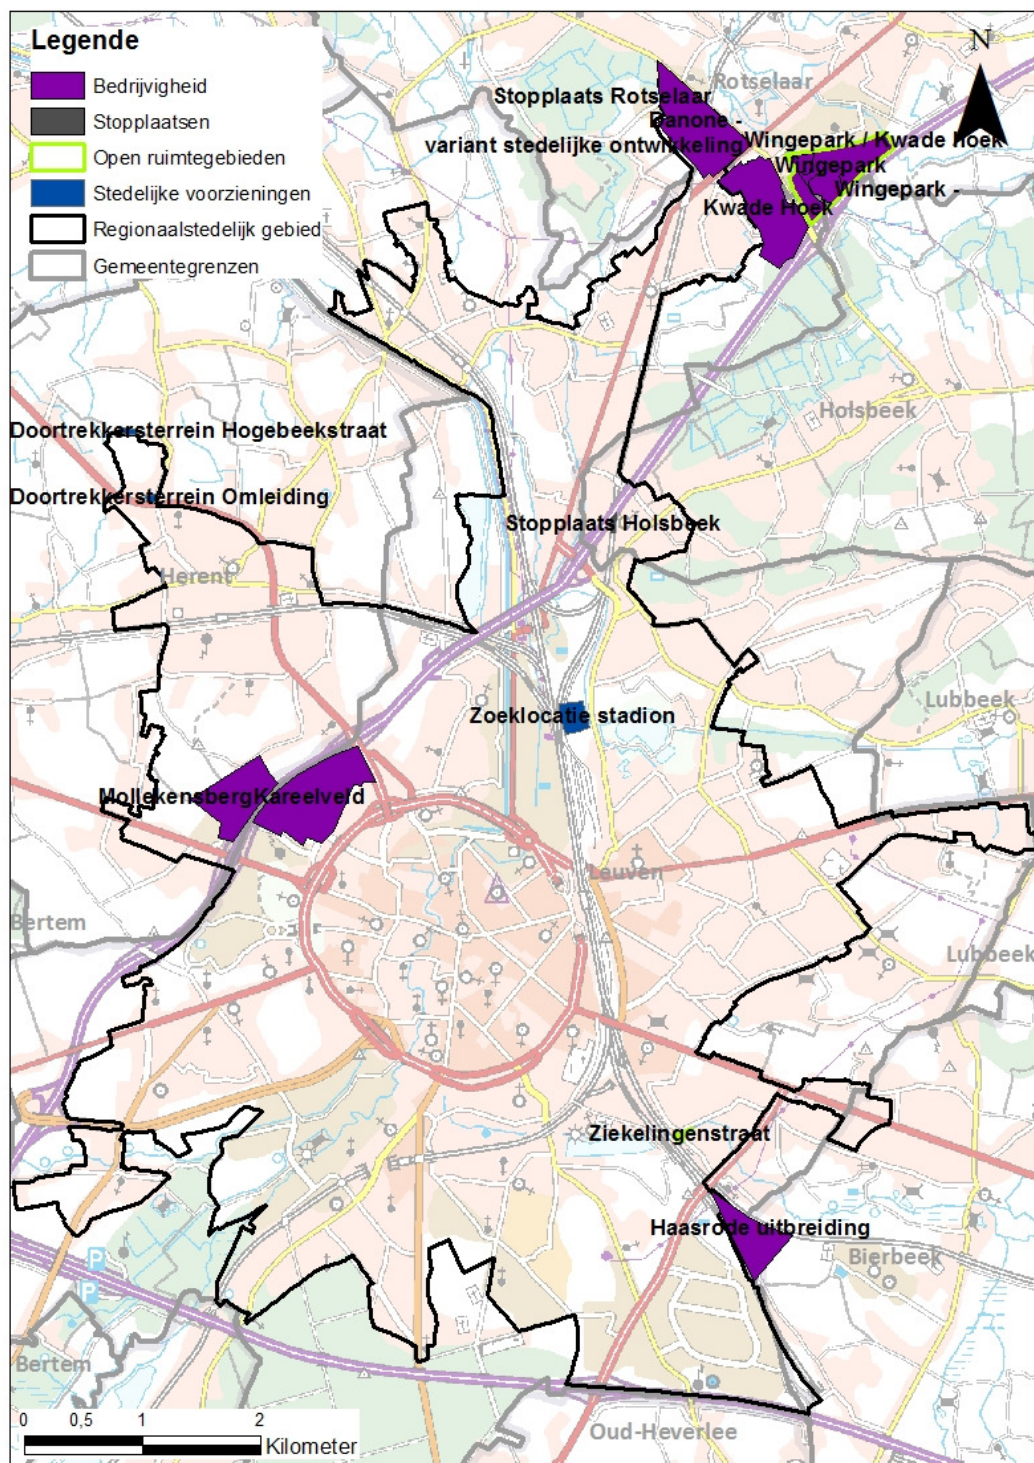 Legende
Bedrijvigheid
Stopplaatsen
Open ruimtegebieden
Stedelijke voorzieningen
Regionaalstedelijk gebied
Gemeentegrenzen
N
Rotselaar
Stopplaats Rotselaar
Danone -
variant stedelijke ontwikkeling
Wingepark / Kwade Hoek
Wingepark
Wingepark -
Kwade Hoek
Holsbeek
Doortrekkersterrein Hogebeekstraat
Doortrekkersterrein Omleiding
Stopplaats Holsbeek
Herent
Lubbeek
Zoeklocatie stadion
Mollekensberg
Kareelveld
Leuven
Bertem
Lubbeek
Ziekelingenstraat
Haasrode uitbreiding
Bierbeek
P
P
Bertem
Oud-Heverlee
0 0,5 1 2
Kilometer